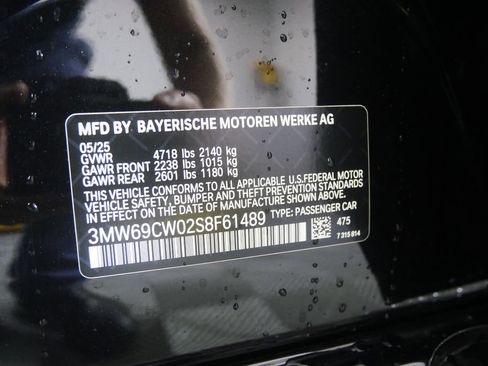 MFD BY BAYERISCHE MOTOREN WERKE AG
05/25
GVWR 4718 lbs 2140 kg
GAWR FRONT 2238 lbs 1015 kg
GAWR REAR 2601 lbs 1180 kg
THIS VEHICLE CONFORMS TO ALL APPLICABLE U.S.FEDERAL MOTOR
VEHICLE SAFETY, BUMPER AND THEFT PREVENTION STANDARDS
IN EFFECT ON THE DATE OF MANUFACTURE SHOWN ABOVE.
3MW69CW02S8F61489 TYPE: PASSENGER CAR
475
7 315 814